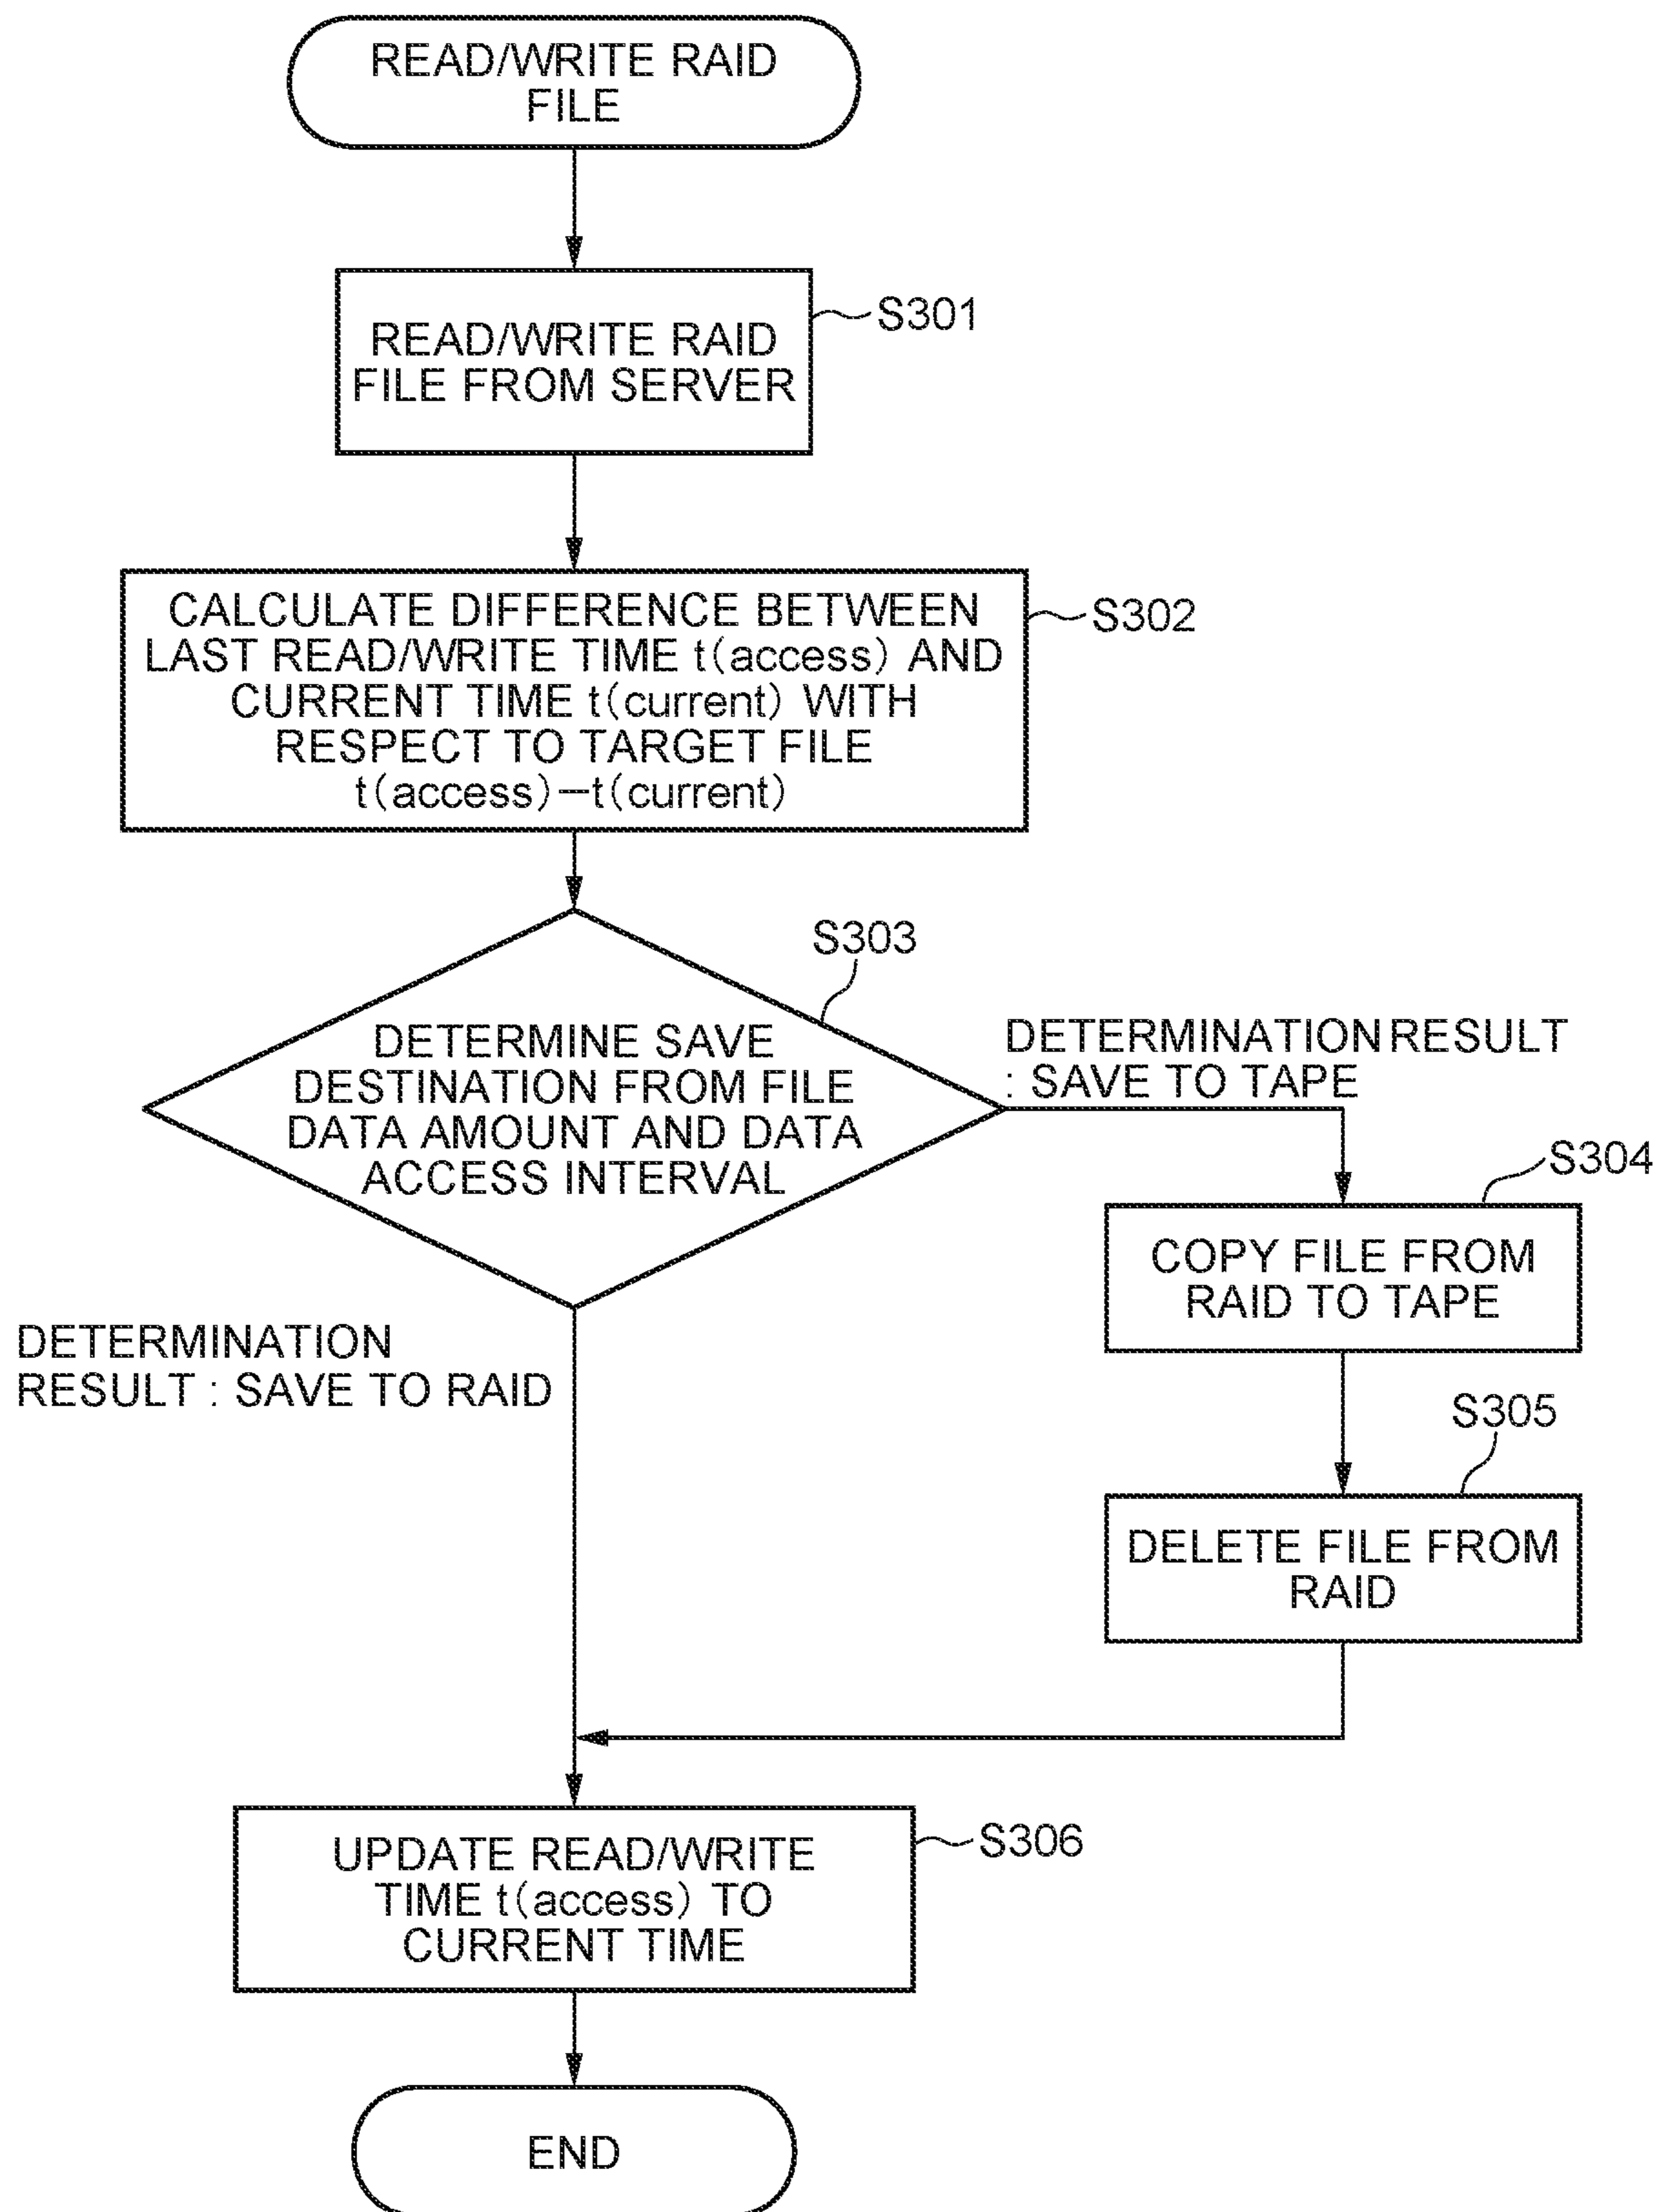 READ/WRITE RAID
FILE
READ/WRITE RAID
FILE FROM SERVER
S301
CALCULATE DIFFERENCE BETWEEN
LAST READ/WRITE TIME t(access) AND
CURRENT TIME t(current) WITH
RESPECT TO TARGET FILE
t(access)−t(current)
S302
DETERMINE SAVE
DESTINATION FROM FILE
DATA AMOUNT AND DATA
ACCESS INTERVAL
S303
DETERMINATION RESULT
: SAVE TO TAPE
COPY FILE FROM
RAID TO TAPE
S304
DETERMINATION
RESULT : SAVE TO RAID
DELETE FILE FROM
RAID
S305
UPDATE READ/WRITE
TIME t(access) TO
CURRENT TIME
S306
END